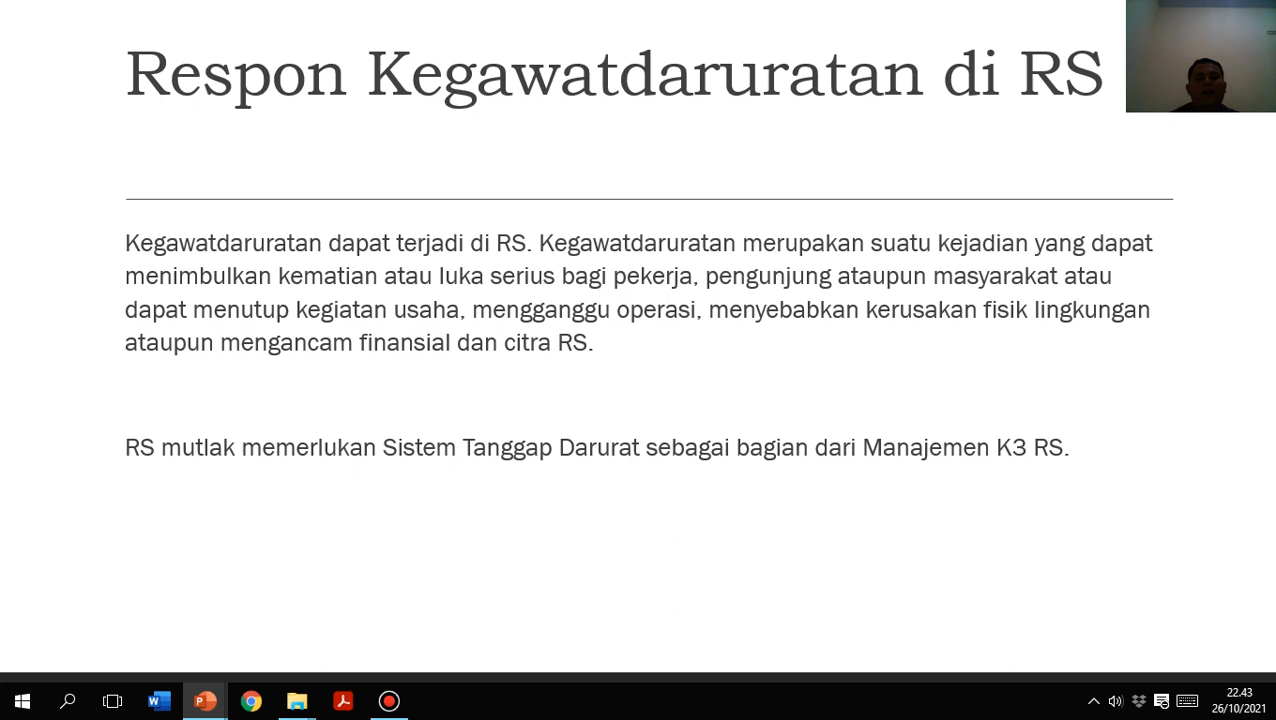 Respon Kegawatdaruratan di RS
Kegawatdaruratan dapat terjadi di RS. Kegawatdaruratan merupakan suatu kejadian yang dapat
menimbulkan kematian atau luka serius bagi pekerja, pengunjung ataupun masyarakat atau
dapat menutup kegiatan usaha, mengganggu operasi, menyebabkan kerusakan fisik lingkungan
ataupun mengancam finansial dan citra RS.
RS mutlak memerlukan Sistem Tanggap Darurat sebagai bagian dari Manajemen K3 RS.
22.43
26/10/2021